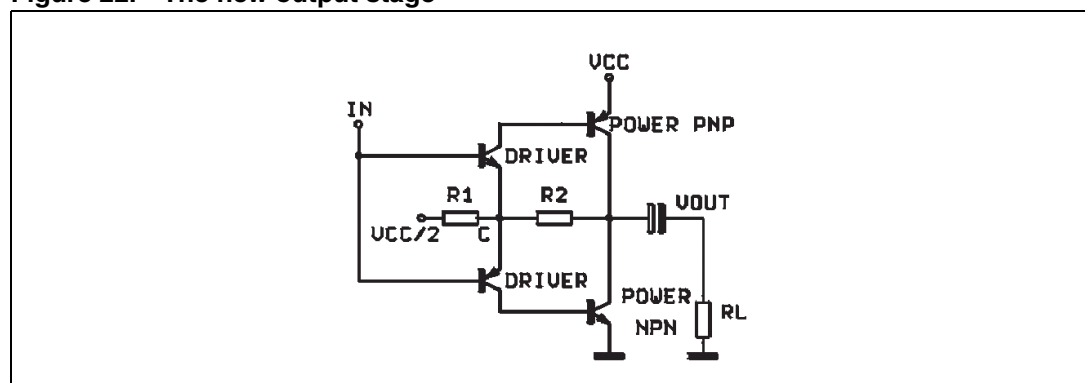 Figure 22. The new output stage
VCC
IN
POWER PNP
DRIVER
R1
R2
VOUT
VCC/2
C
DRIVER
POWER
NPN
RL